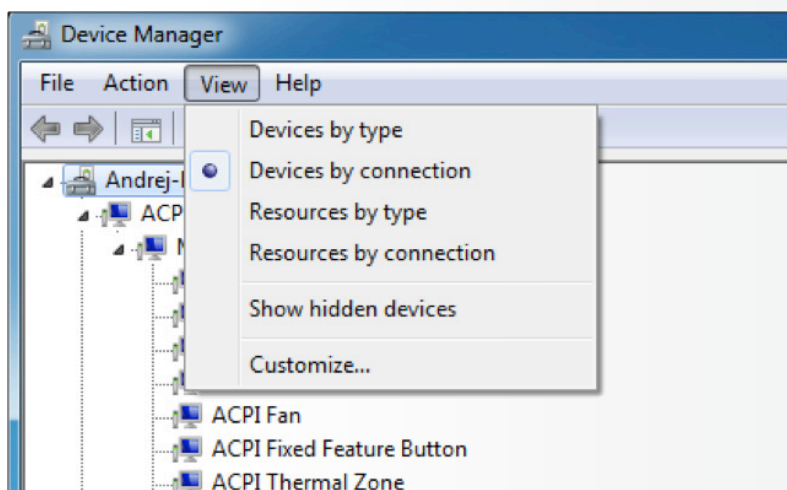 Device Manager
File Action View Help
Devices by type
Devices by connection
Resources by type
Resources by connection
Show hidden devices
Customize...
ACPI Fan
ACPI Fixed Feature Button
ACPI Thermal Zone